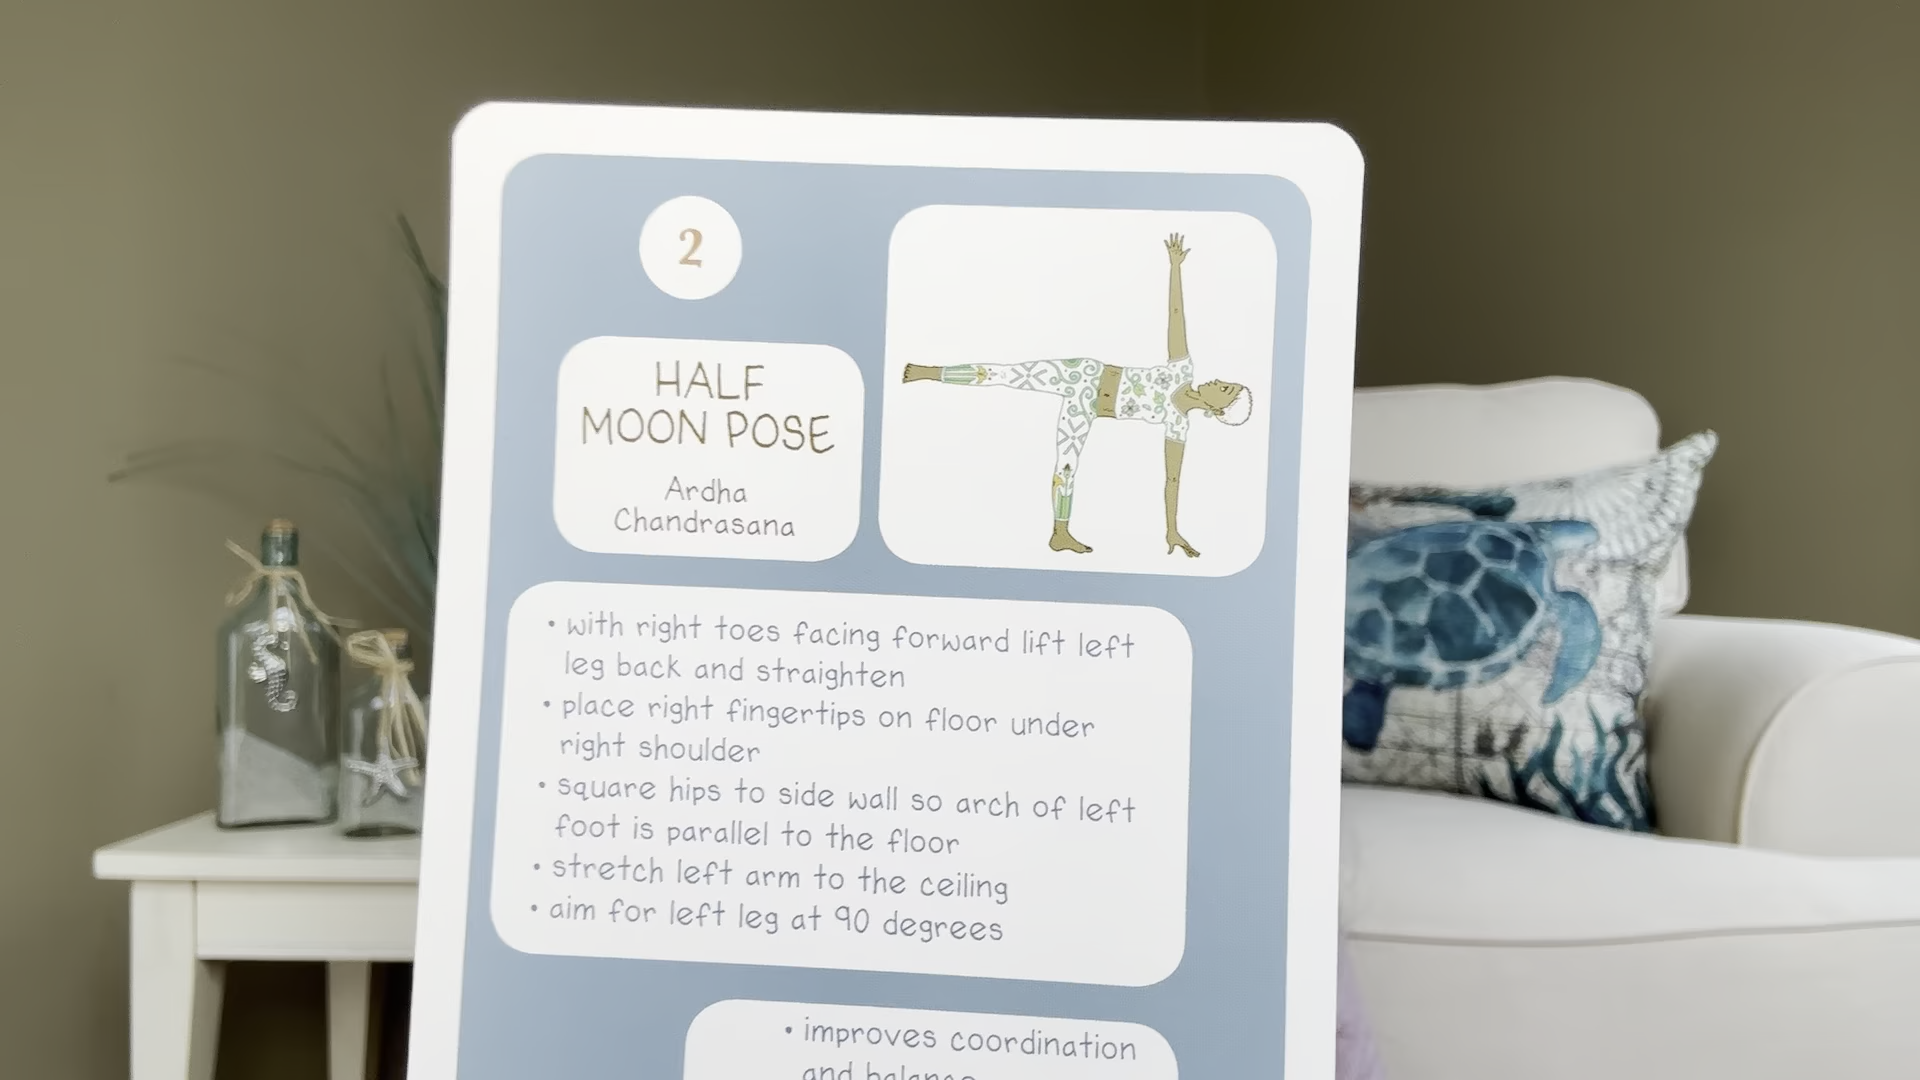 2
HALF
MOON POSE
Ardha
Chandrasana
• with right toes facing forward lift left
leg back and straighten
• place right fingertips on floor under
right shoulder
• square hips to side wall so arch of left
foot is parallel to the floor
• stretch left arm to the ceiling
• aim for left leg at 90 degrees
• improves coordination
and balance